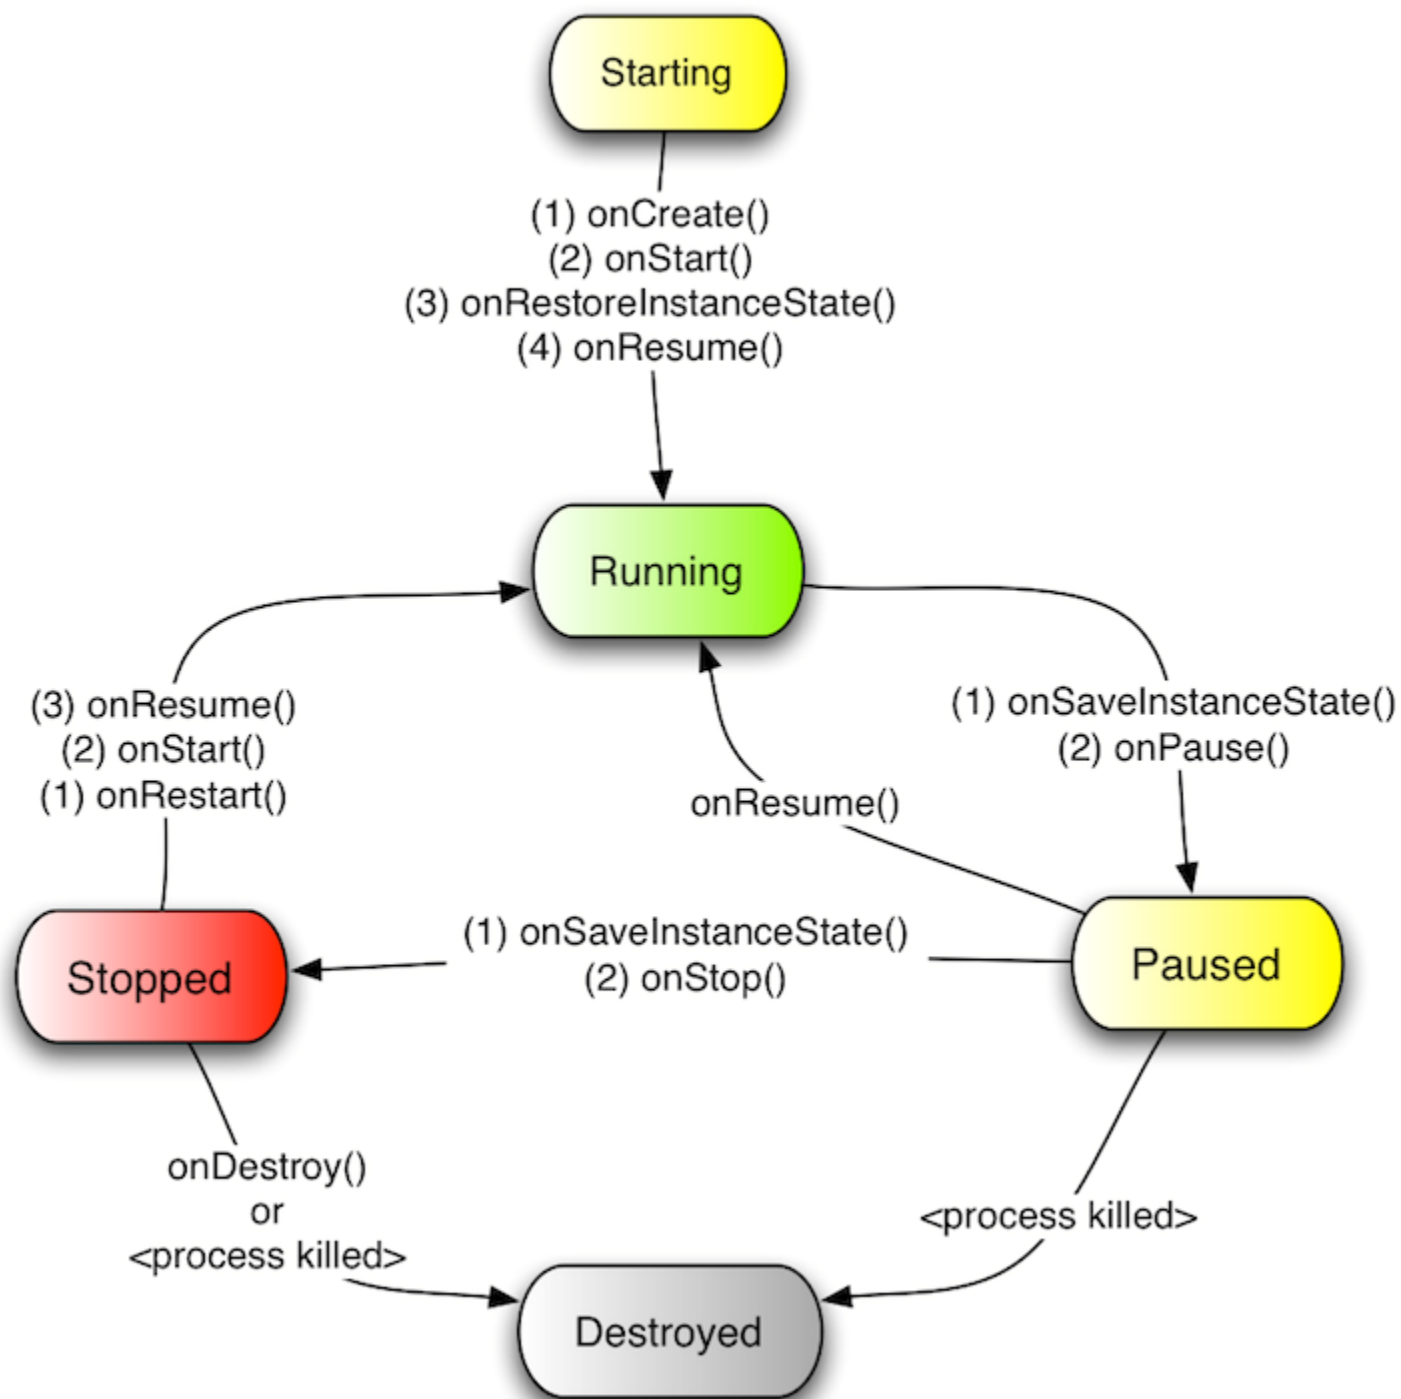 Starting
(1) onCreate()
(2) onStart()
(3) onRestoreInstanceState()
(4) onResume()
Running
(3) onResume()
(2) onStart()
(1) onRestart()
(1) onSaveInstanceState()
(2) onPause()
onResume()
Stopped
(1) onSaveInstanceState()
(2) onStop()
Paused
onDestroy()
or
<process killed>
<process killed>
Destroyed